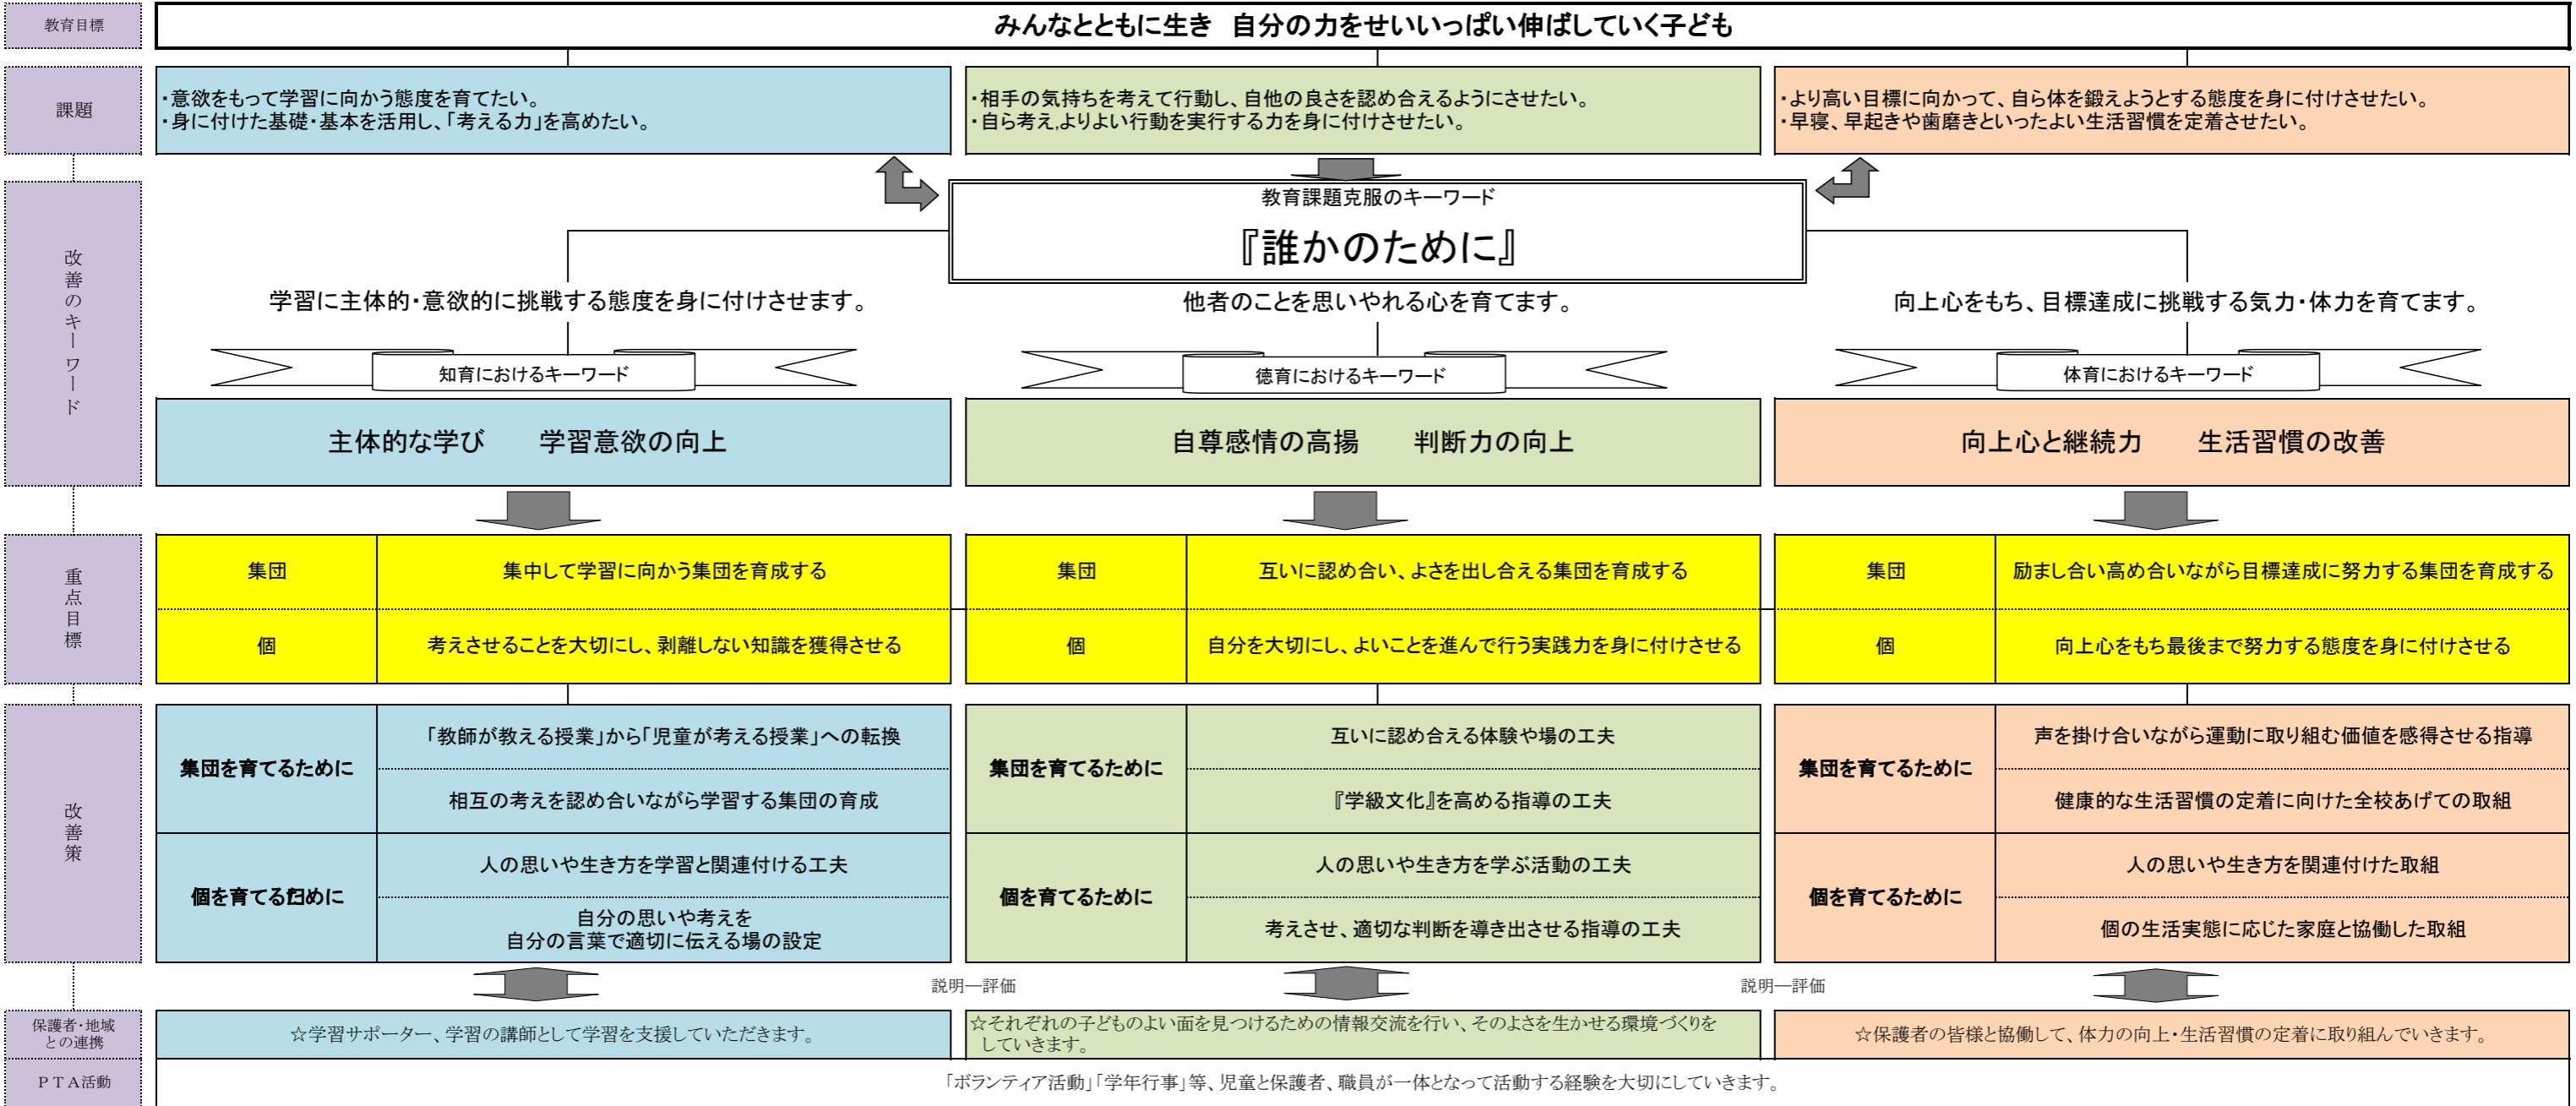 教育目標
みんなとともに生き 自分の力をせいいっぱい伸ばしていく子ども
課題
・意欲をもって学習に向かう態度を育てたい。
・身に付けた基礎・基本を活用し、「考える力」を高めたい。
・相手の気持ちを考えて行動し、自他の良さを認め合えるようにさせたい。
・自ら考え,よりよい行動を実行する力を身に付けさせたい。
・より高い目標に向かって、自ら体を鍛えようとする態度を身に付けさせたい。
・早寝、早起きや歯磨きといったよい生活習慣を定着させたい。
改善のキーワード
教育課題克服のキーワード
『誰かのために』
学習に主体的・意欲的に挑戦する態度を身に付けさせます。
他者のことを思いやれる心を育てます。
向上心をもち、目標達成に挑戦する気力・体力を育てます。
知育におけるキーワード
徳育におけるキーワード
体育におけるキーワード
主体的な学び 学習意欲の向上
自尊感情の高揚 判断力の向上
向上心と継続力 生活習慣の改善
重点目標
集団
集中して学習に向かう集団を育成する
個
考えさせることを大切にし、剥離しない知識を獲得させる
集団
互いに認め合い、よさを出し合える集団を育成する
個
自分を大切にし、よいことを進んで行う実践力を身に付けさせる
集団
励まし合い高め合いながら目標達成に努力する集団を育成する
個
向上心をもち最後まで努力する態度を身に付けさせる
改善策
集団を育てるために
「教師が教える授業」から「児童が考える授業」への転換
相互の考えを認め合いながら学習する集団の育成
個を育てるために
人の思いや生き方を学習と関連付ける工夫
自分の思いや考えを
自分の言葉で適切に伝える場の設定
集団を育てるために
互いに認め合える体験や場の工夫
『学級文化』を高める指導の工夫
個を育てるために
人の思いや生き方を学ぶ活動の工夫
考えさせ、適切な判断を導き出させる指導の工夫
集団を育てるために
声を掛け合いながら運動に取り組む価値を感得させる指導
健康的な生活習慣の定着に向けた全校あげての取組
個を育てるために
人の思いや生き方を関連付けた取組
個の生活実態に応じた家庭と協働した取組
説明―評価
説明―評価
保護者・地域
との連携
☆学習サポーター、学習の講師として学習を支援していただきます。
☆それぞれの子どものよい面を見つけるための情報交流を行い、そのよさを生かせる環境づくりを
していきます。
☆保護者の皆様と協働して、体力の向上・生活習慣の定着に取り組んでいきます。
ＰＴＡ活動
「ボランティア活動」「学年行事」等、児童と保護者、職員が一体となって活動する経験を大切にしていきます。